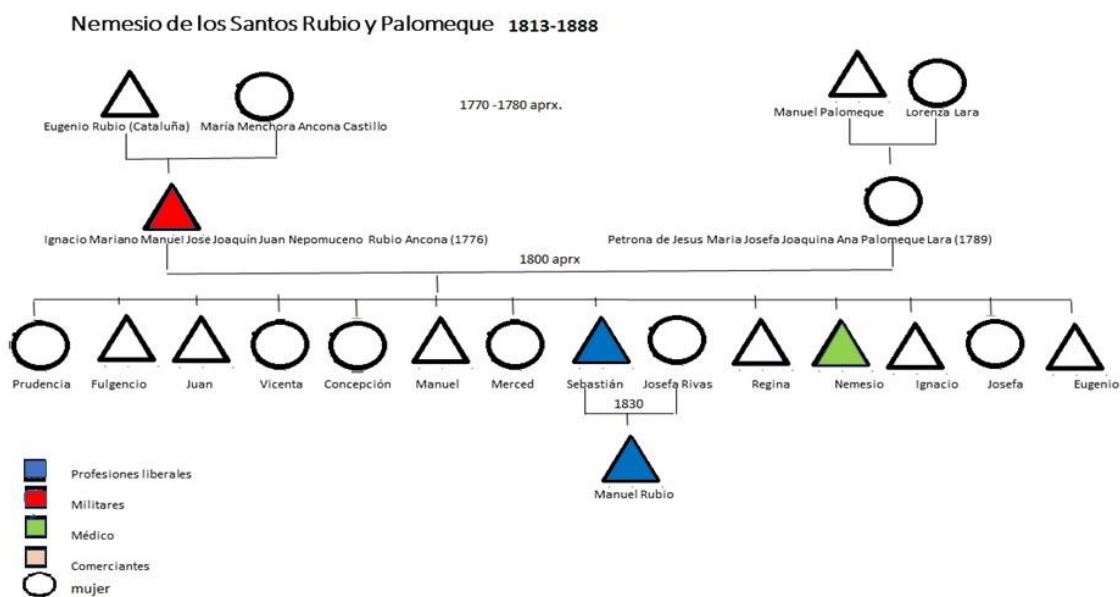 Nemesio de los Santos Rubio y Palomeque 1813-1888
1770 -1780 aprx.
Eugenio Rubio (Cataluña) María Menchora Ancona Castillo
Manuel Palomeque Lorenza Lara
Ignacio Mariano Manuel José Joaquín Juan Nepomuceno Rubio Ancona (1776)
Petrona de Jesus Maria Josefa Joaquina Ana Palomeque Lara (1789)
1800 aprx
Prudencia Fulgencio Juan Vicenta Concepción Manuel Merced Sebastián Josefa Rivas Regina Nemesio Ignacio Josefa Eugenio
1830
Manuel Rubio
Profesiones liberales
Militares
Médico
Comerciantes
mujer